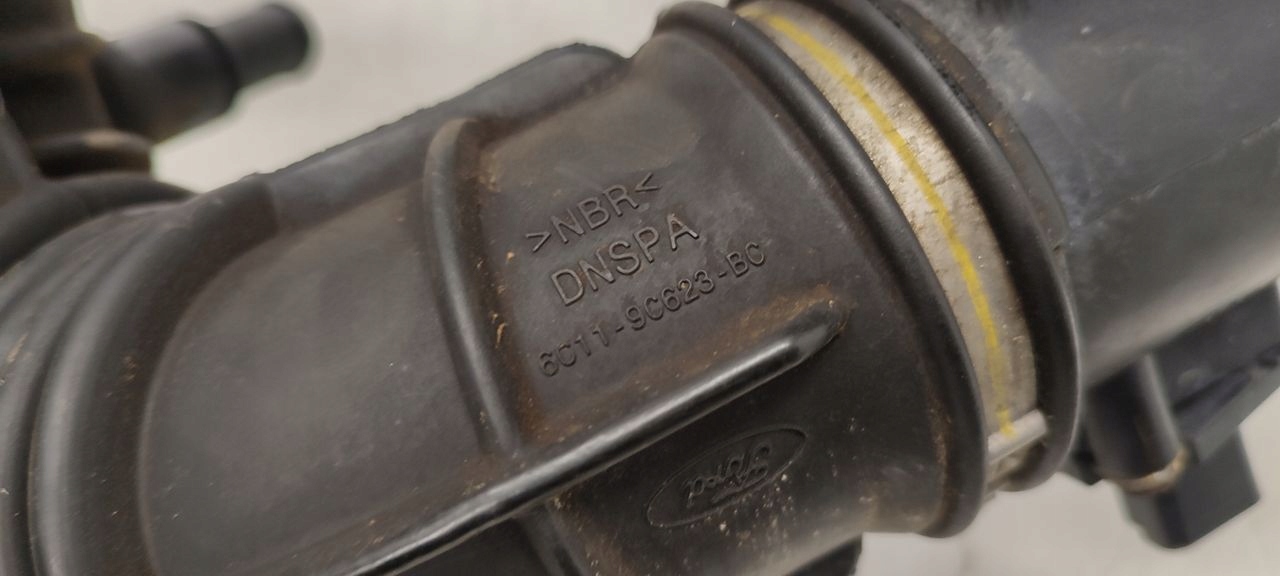 >NBR<
DNSPA
6C11-9C623-BC
Ford